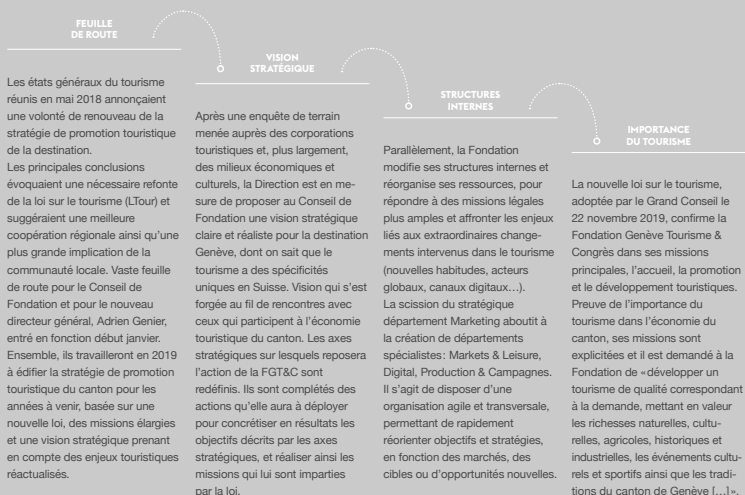 FEUILLE
DE ROUTE
Les états généraux du tourisme
réunis en mai 2018 annonçaient
une volonté de renouveau de la
stratégie de promotion touristique
de la destination.
Les principales conclusions
évoquaient une nécessaire refonte
de la loi sur le tourisme (LTour) et
suggéraient une meilleure
coopération régionale ainsi qu'une
plus grande implication de la
communauté locale. Vaste feuille
de route pour le Conseil de
Fondation et pour le nouveau
directeur général, Adrien Genier,
entré en fonction début janvier.
Ensemble, ils travailleront en 2019
à édifier la stratégie de promotion
touristique du canton pour les
années à venir, basée sur une
nouvelle loi, des missions élargies
et une vision stratégique prenant
en compte des enjeux touristiques
réactualisés.
VISION
STRATÉGIQUE
Après une enquête de terrain
menée auprès des corporations
touristiques et, plus largement,
des milieux économiques et
culturels, la Direction est en me-
sure de proposer au Conseil de
Fondation une vision stratégique
claire et réaliste pour la destination
Genève, dont on sait que le
tourisme a des spécificités
uniques en Suisse. Vision qui s'est
forgée au fil de rencontres avec
ceux qui participent à l'économie
touristique du canton. Les axes
stratégiques sur lesquels reposera
l'action de la FGT&C sont
redéfinis. Ils sont complétés des
actions qu'elle aura à déployer
pour concrétiser en résultats les
objectifs décrits par les axes
stratégiques, et réaliser ainsi les
missions qui lui sont imparties
par la loi.
STRUCTURES
INTERNES
Parallèlement, la Fondation
modifie ses structures internes et
réorganise ses ressources, pour
répondre à des missions légales
plus amples et affronter les enjeux
liés aux extraordinaires change-
ments intervenus dans le tourisme
(nouvelles habitudes, acteurs
globaux, canaux digitaux…).
La scission du stratégique
département Marketing aboutit à
la création de départements
spécialistes: Markets & Leisure,
Digital, Production & Campagnes.
Il s'agit de disposer d'une
organisation agile et transversale,
permettant de rapidement
réorienter objectifs et stratégies,
en fonction des marchés, des
cibles ou d'opportunités nouvelles.
IMPORTANCE
DU TOURISME
La nouvelle loi sur le tourisme,
adoptée par le Grand Conseil le
22 novembre 2019, confirme la
Fondation Genève Tourisme &
Congrès dans ses missions
principales, l'accueil, la promotion
et le développement touristiques.
Preuve de l'importance du
tourisme dans l'économie du
canton, ses missions sont
explicitées et il est demandé à la
Fondation de «développer un
tourisme de qualité correspondant
à la demande, mettant en valeur
les richesses naturelles, cultu-
relles, agricoles, historiques et
industrielles, les événements cultu-
rels et sportifs ainsi que les tradi-
tions du canton de Genève [...]».